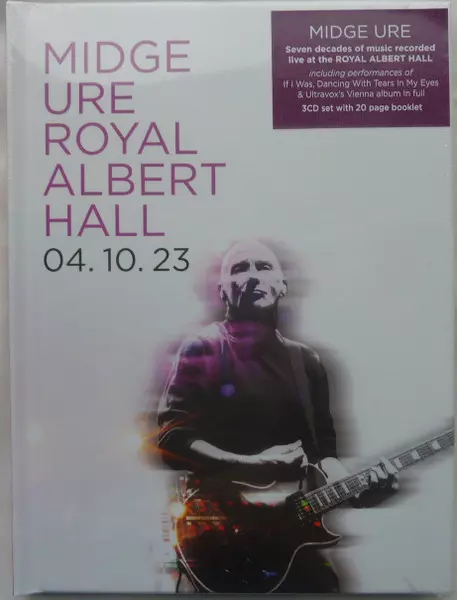 MIDGE
URE
ROYAL
ALBERT
HALL
04. 10. 23
MIDGE URE
Seven decades of music recorded
live at the ROYAL ALBERT HALL
including performances of
If I Was, Dancing With Tears In My Eyes
& Ultravox's Vienna album in full
3CD set with 20 page booklet